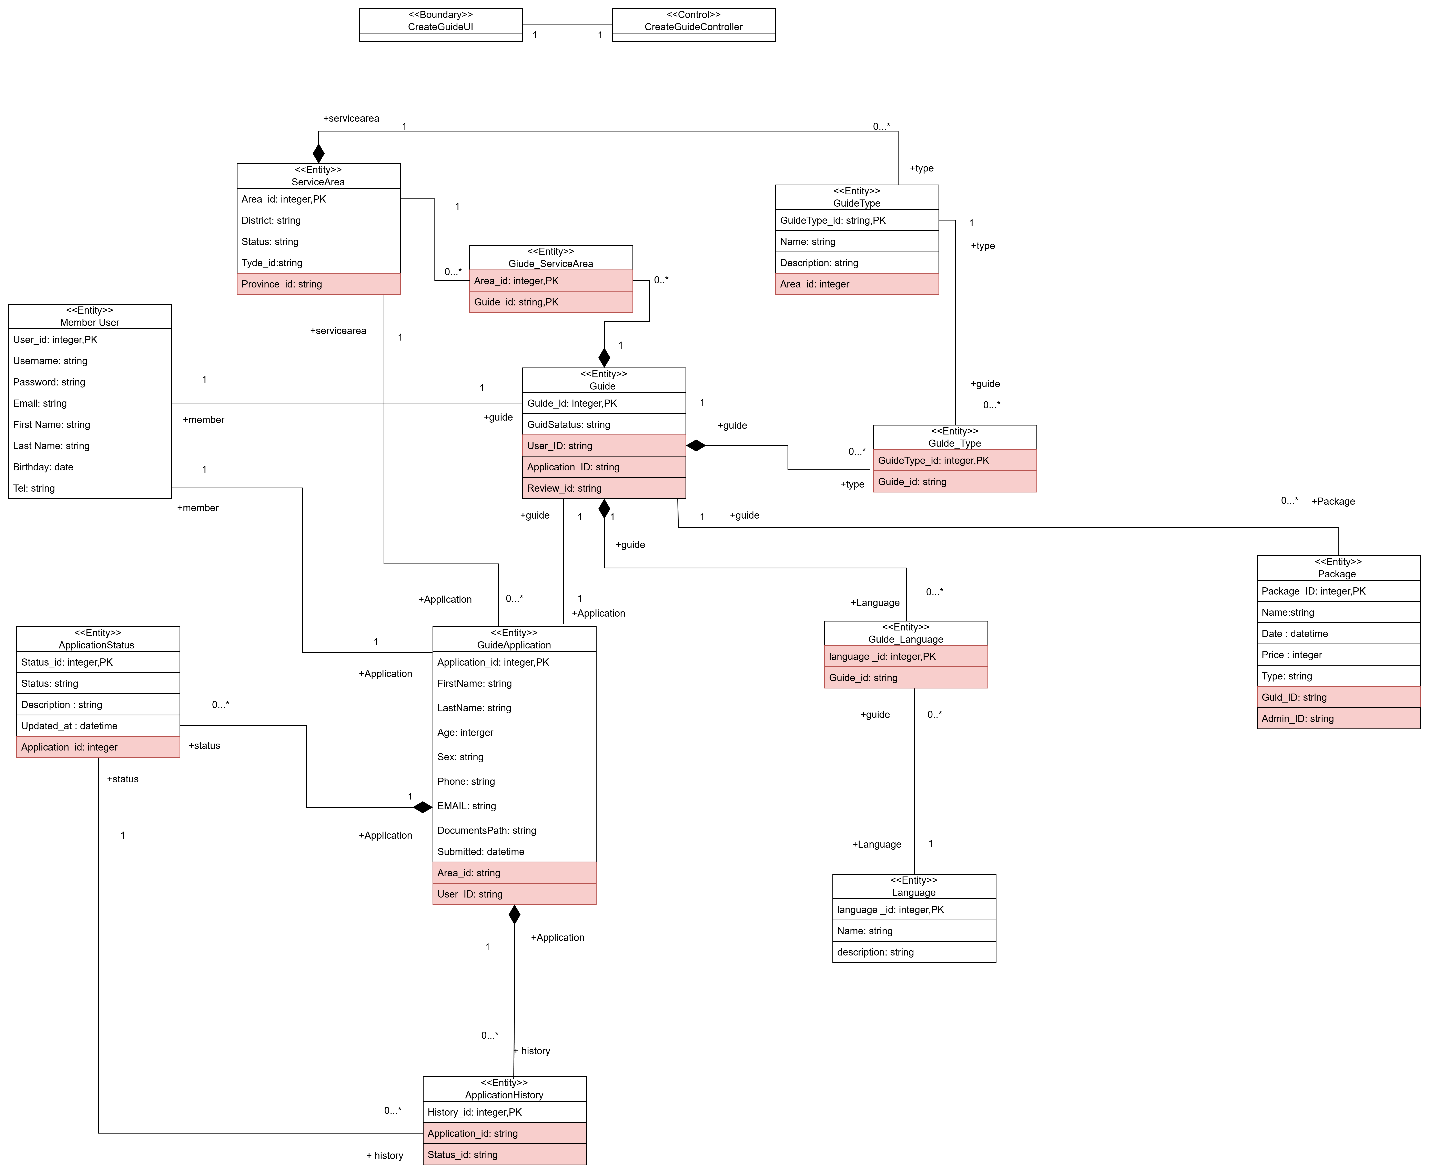 <<Boundary>>
CreateGuideUI
<<Control>>
CreateGuideController
1
1
+servicearea
1
0...*
+type
<<Entity>>
ServiceArea
Area_id: integer,PK
District: string
Status: string
Tyde_id:string
Province_id: string
1
0...*
<<Entity>>
Giude_ServiceArea
Area_id: integer,PK
Guide_id: string,PK
0..*
1
<<Entity>>
GuideType
GuideType_id: string,PK
Name: string
Description: string
Area_id: integer
1
+type
+guide
0...*
<<Entity>>
Member User
User_id: integer,PK
Username: string
Password: string
Email: string
First Name: string
Last Name: string
Birthday: date
Tel: string
+servicearea
1
1
+member
1
+guide
1
+member
<<Entity>>
Guide
Guide_id: integer,PK
GuidSatatus: string
User_ID: string
Application_ID: string
Review_id: string
1
+guide
0...*
+type
<<Entity>>
Guide_Type
GuideType_id: integer,PK
Guide_id: string
+guide
1
1
+guide
1
+guide
0...*
+Package
<<Entity>>
Package
Package_ID: integer,PK
Name:string
Date : datetime
Price : integer
Type: string
Guid_ID: string
Admin_ID: string
+Application
0...*
1
+Application
0...*
+Language
<<Entity>>
Guide_Language
language _id: integer,PK
Guide_id: string
+guide
0..*
+Language
1
<<Entity>>
Language
language _id: integer,PK
Name: string
description: string
<<Entity>>
ApplicationStatus
Status_id: integer,PK
Status: string
Description : string
Updated_at : datetime
Application_id: integer
1
+Application
0...*
+status
1
+Application
<<Entity>>
GuideApplication
Application_id: integer,PK
FirstName: string
LastName: string
Age: interger
Sex: string
Phone: string
EMAIL: string
DocumentsPath: string
Submitted: datetime
Area_id: string
User_ID: string
+status
1
1
+Application
0...*
+ history
<<Entity>>
ApplicationHistory
History_id: integer,PK
Application_id: string
Status_id: string
0...*
+ history